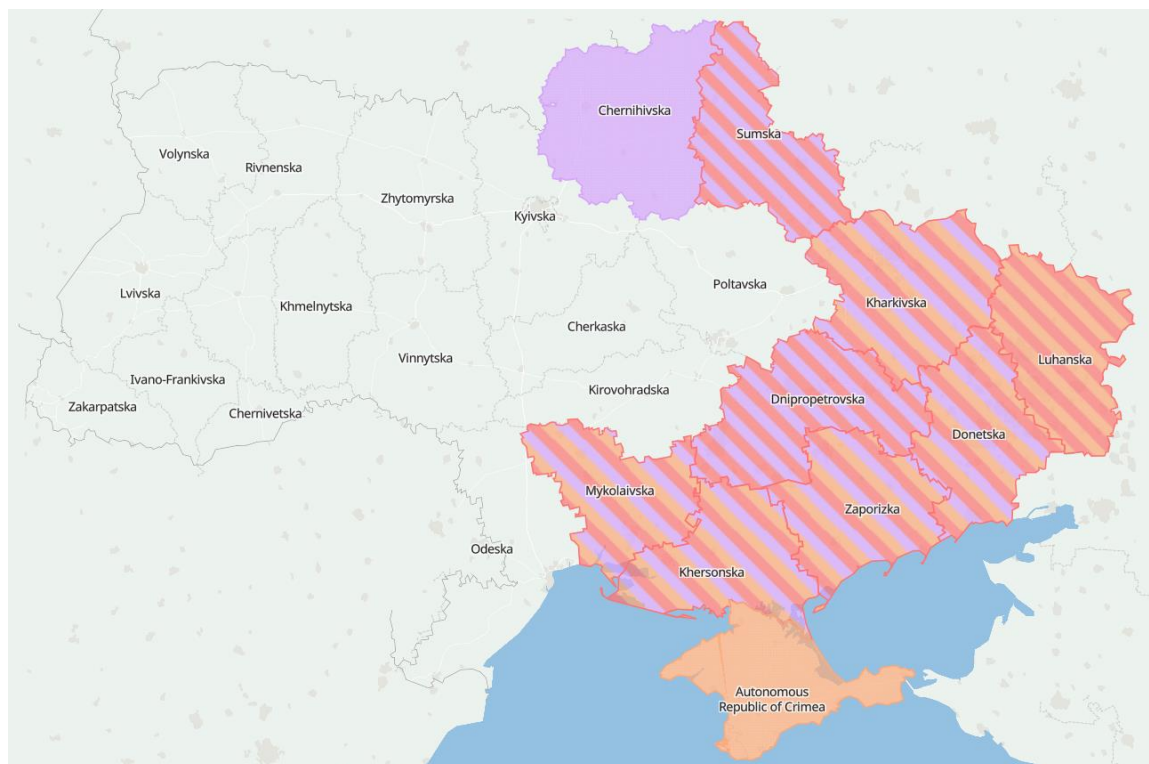 Chernihivska
Sumska
Volynska
Rivnenska
Zhytomyrska
Kyivska
Poltavska
Kharkivska
Lvivska
Khmelnytska
Cherkaska
Vinnytska
Luhanska
Ivano-Frankivska
Kirovohradska
Zakarpatska
Chernivetska
Dnipropetrovska
Donetska
Mykolaivska
Zaporizka
Odeska
Khersonska
Autonomous
Republic of Crimea